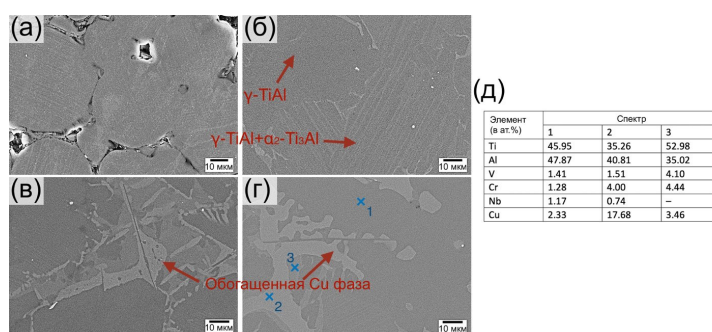 (а)
10 мкм
(б)
γ-TiAl
γ-TiAl+α2-Ti3Al
10 мкм
(в)
Обогащенная Cu фаза
10 мкм
(г)
1
3
2
10 мкм
(д)
Элемент (в ат.%) Спектр
1 2 3
Ti 45.95 35.26 52.98
Al 47.87 40.81 35.02
V 1.41 1.51 4.10
Cr 1.28 4.00 4.44
Nb 1.17 0.74 –
Cu 2.33 17.68 3.46